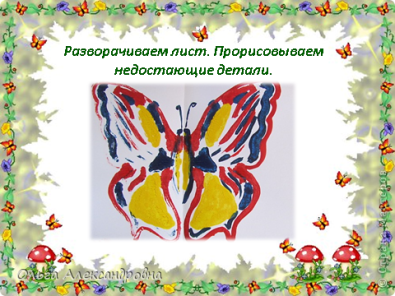 Разворачиваем лист. Прорисовываем
недостающие детали.
Ольга Александровна